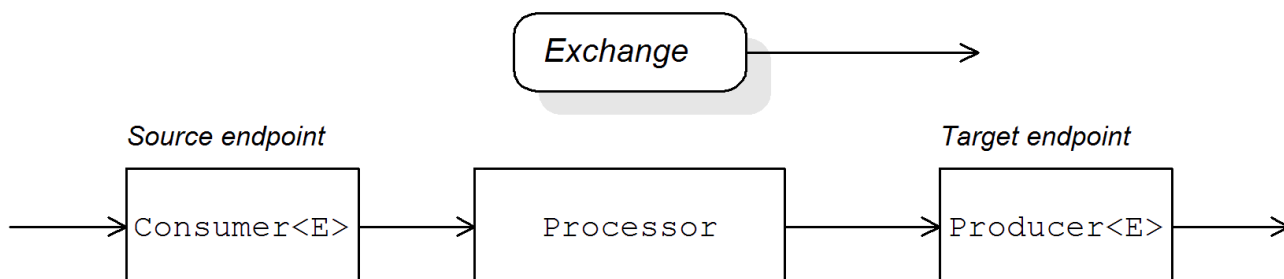 Exchange
Source endpoint
Target endpoint
Consumer<E>
Processor
Producer<E>